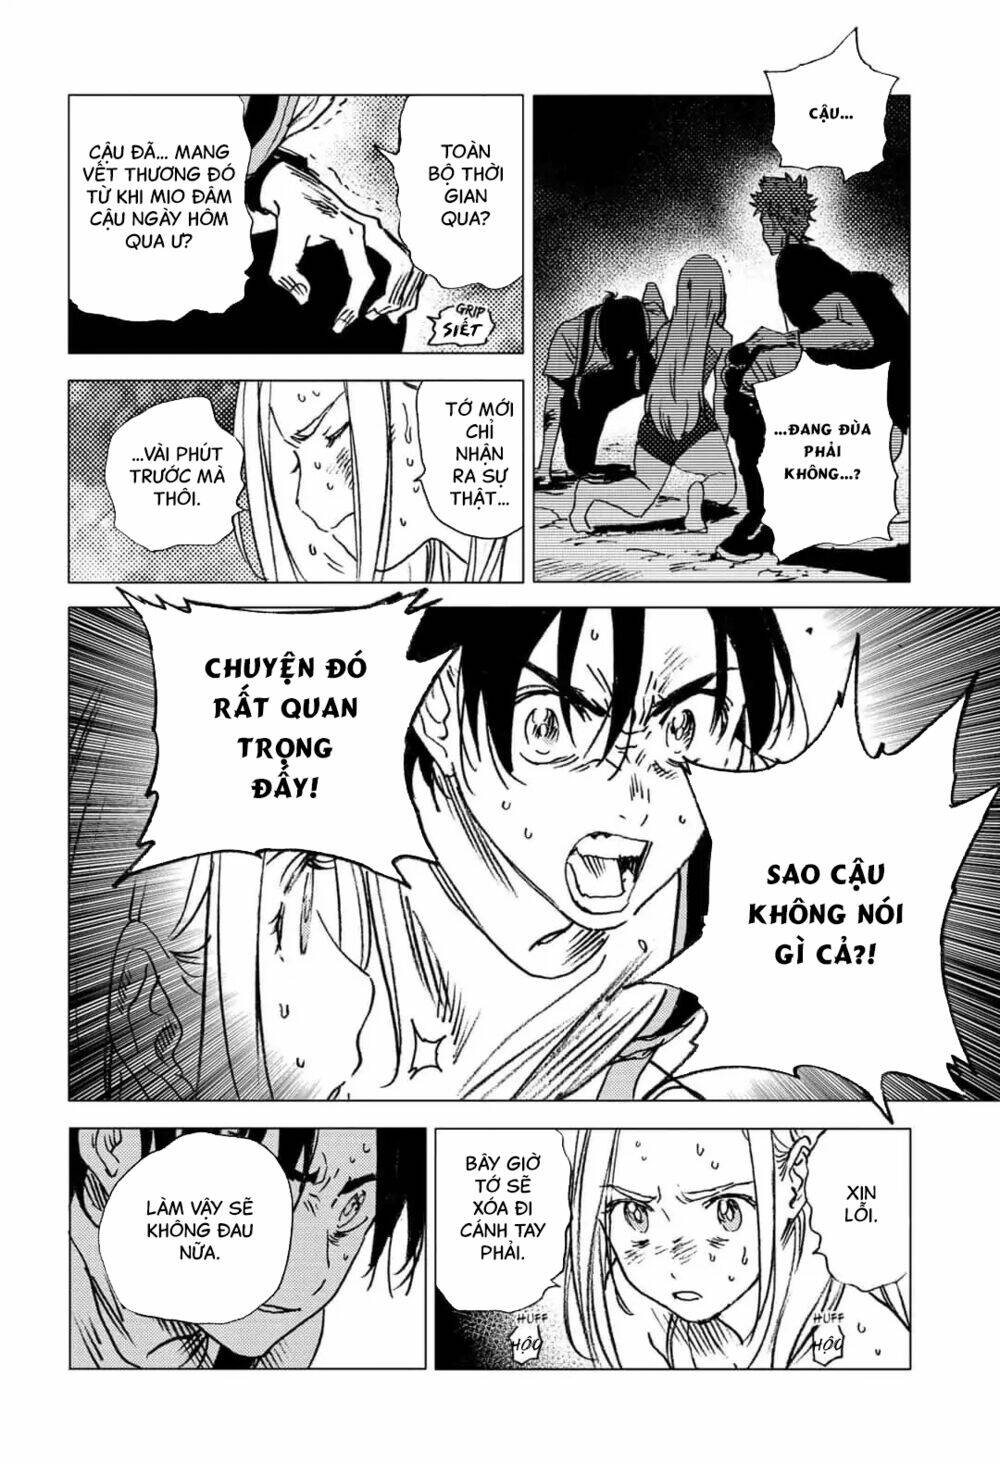 CẬU...
...ĐANG ĐÙA
PHẢI
KHÔNG...?
TOÀN
BỘ THỜI
GIAN
QUA?
CẬU ĐÃ... MANG
VẾT THƯƠNG ĐÓ
TỪ KHI MIO ĐÂM
CẬU NGÀY HÔM
QUA Ư?
GRIP
SIẾT
TỚ MỚI
CHỈ
NHẬN
RA SỰ
THẬT...
...VÀI PHÚT
TRƯỚC MÀ
THÔI.
SAO CẬU
KHÔNG NÓI
GÌ CẢ?!
CHUYỆN ĐÓ
RẤT QUAN
TRỌNG
ĐẤY!
XIN
LỖI.
HUFF
HỘC
BÂY GIỜ
TỚ SẼ
XÓA ĐI
CÁNH TAY
PHẢI.
HUFF
HỘC
LÀM VẬY SẼ
KHÔNG ĐAU
NỮA.